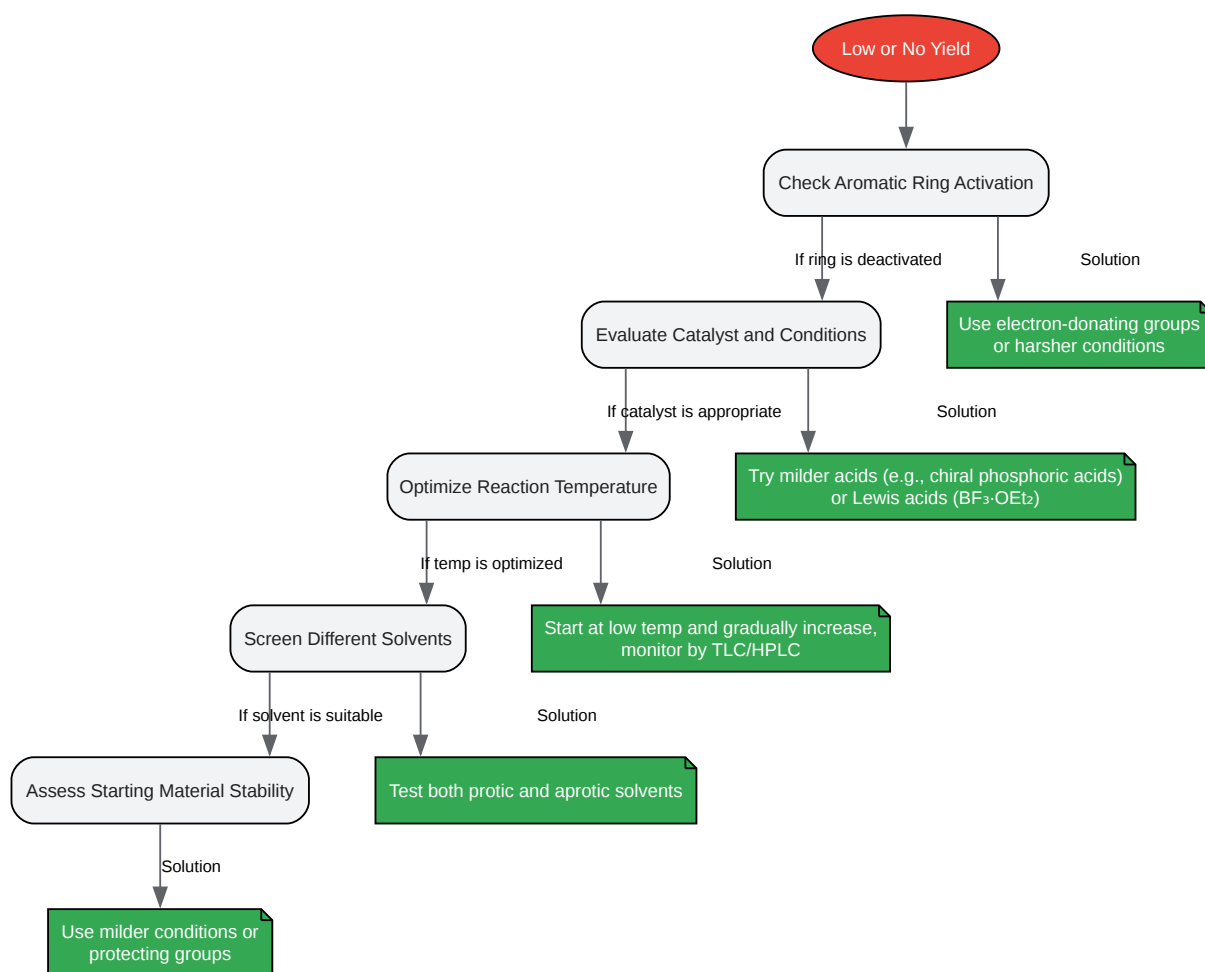 Low or No Yield
Check Aromatic Ring Activation
If ring is deactivated
Solution
Evaluate Catalyst and Conditions
Use electron-donating groups
or harsher conditions
If catalyst is appropriate
Solution
Optimize Reaction Temperature
Try milder acids (e.g., chiral phosphoric acids)
or Lewis acids (BF₃·OEt₂)
If temp is optimized
Solution
Screen Different Solvents
Start at low temp and gradually increase,
monitor by TLC/HPLC
If solvent is suitable
Solution
Assess Starting Material Stability
Test both protic and aprotic solvents
Solution
Use milder conditions or
protecting groups